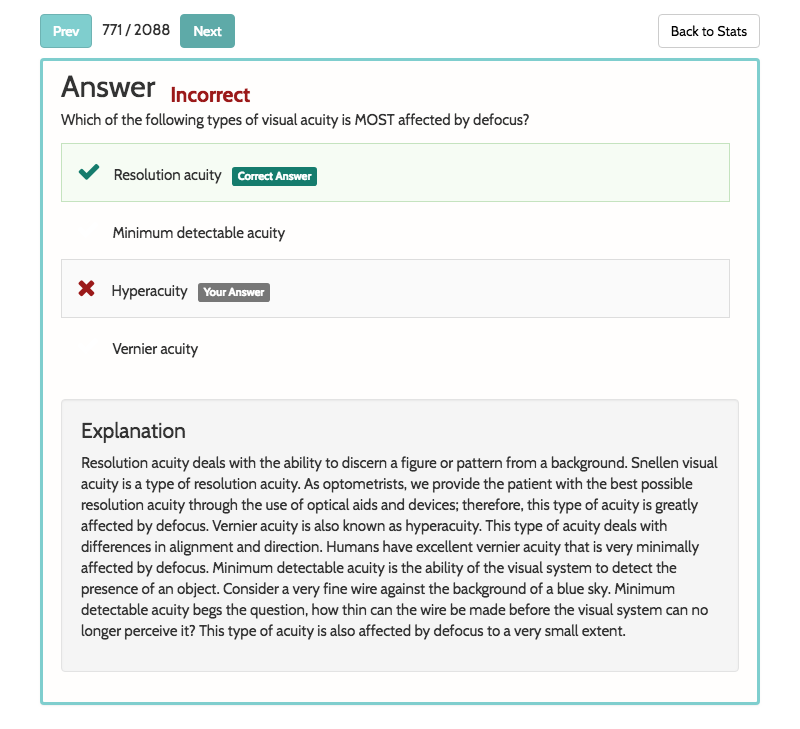 Prev 771 / 2088 Next Back to Stats
Answer Incorrect
Which of the following types of visual acuity is MOST affected by defocus?
Resolution acuity Correct Answer
Minimum detectable acuity
Hyperacuity Your Answer
Vernier acuity
Explanation
Resolution acuity deals with the ability to discern a figure or pattern from a background. Snellen visual
acuity is a type of resolution acuity. As optometrists, we provide the patient with the best possible
resolution acuity through the use of optical aids and devices; therefore, this type of acuity is greatly
affected by defocus. Vernier acuity is also known as hyperacuity. This type of acuity deals with
differences in alignment and direction. Humans have excellent vernier acuity that is very minimally
affected by defocus. Minimum detectable acuity is the ability of the visual system to detect the
presence of an object. Consider a very fine wire against the background of a blue sky. Minimum
detectable acuity begs the question, how thin can the wire be made before the visual system can no
longer perceive it? This type of acuity is also affected by defocus to a very small extent.